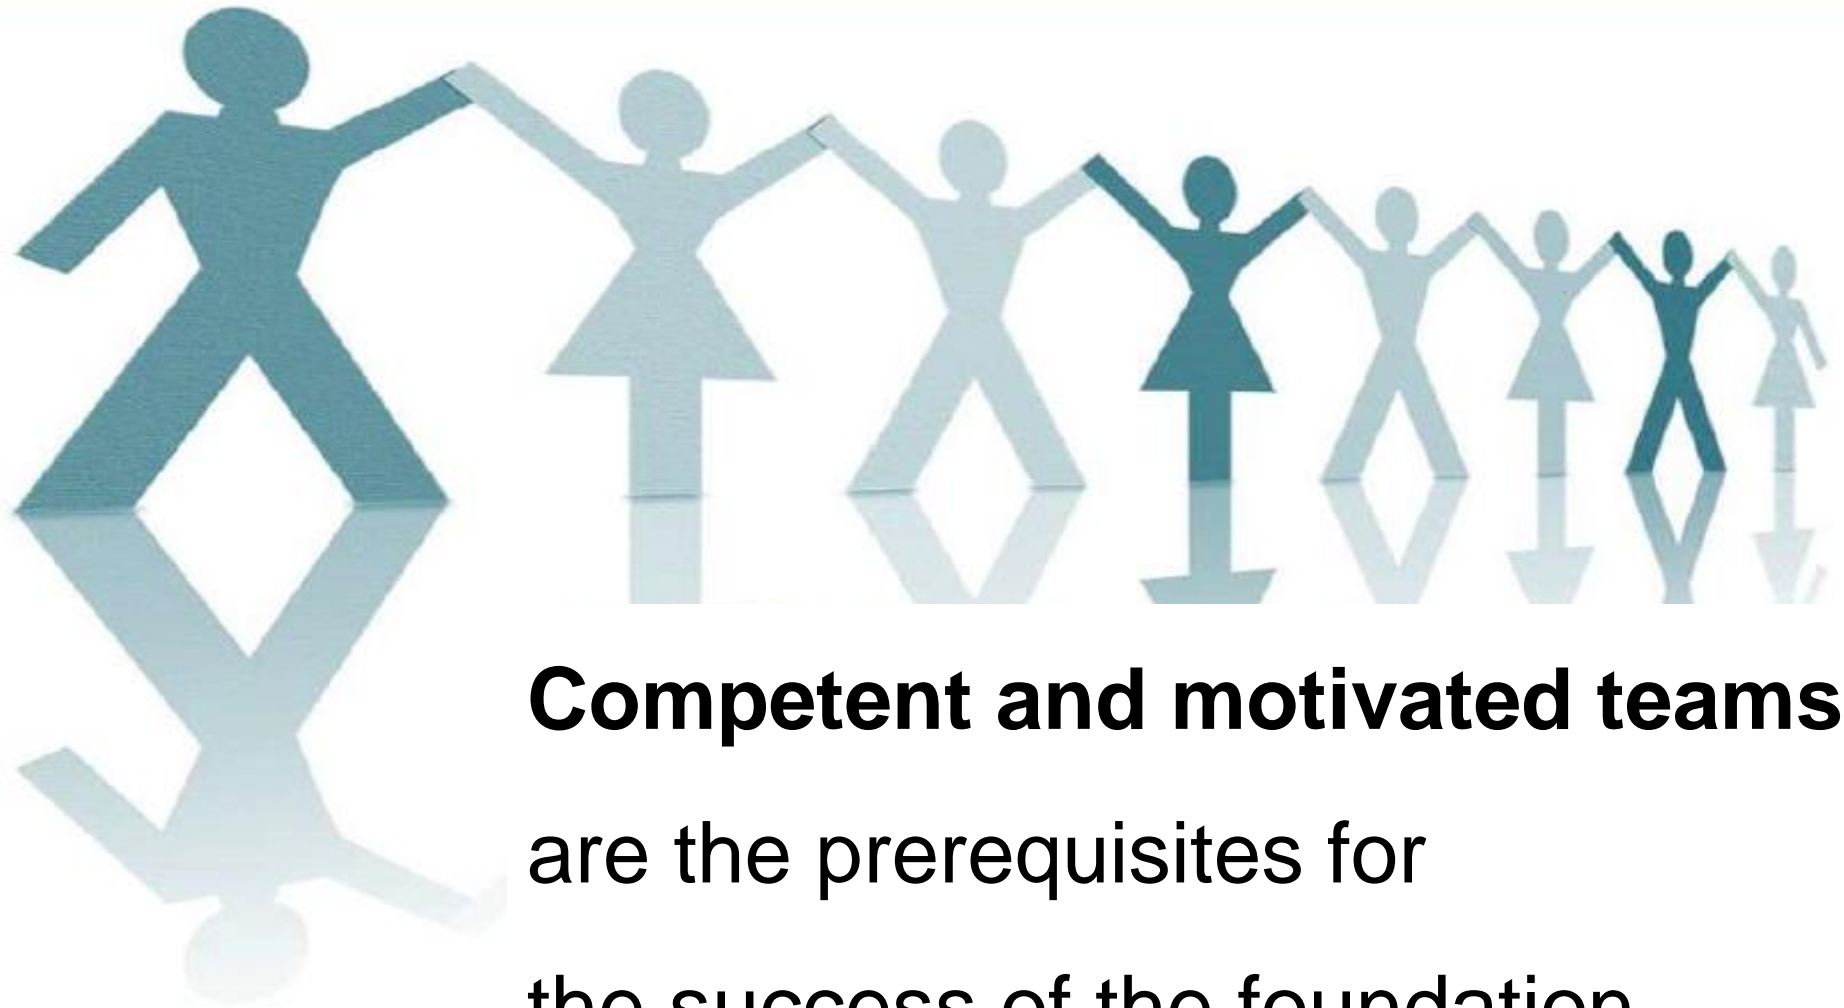 Competent and motivated teams
are the prerequisites for
the success of the foundation